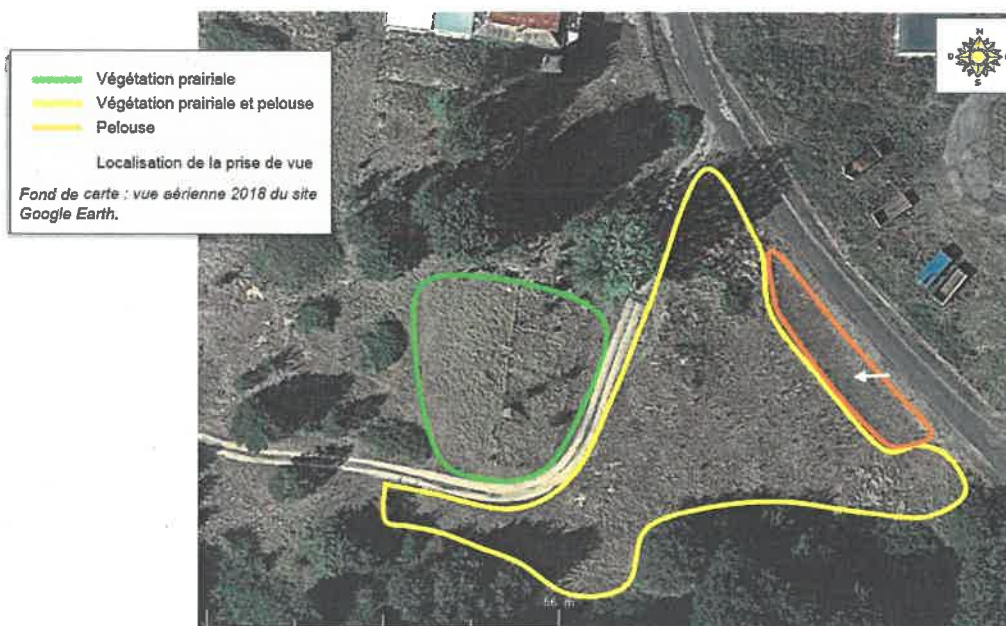 Végétation prairiale
Végétation prairiale et pelouse
Pelouse
Localisation de la prise de vue
Fond de carte : vue aérienne 2018 du site
Google Earth.
N
O
S
56 m